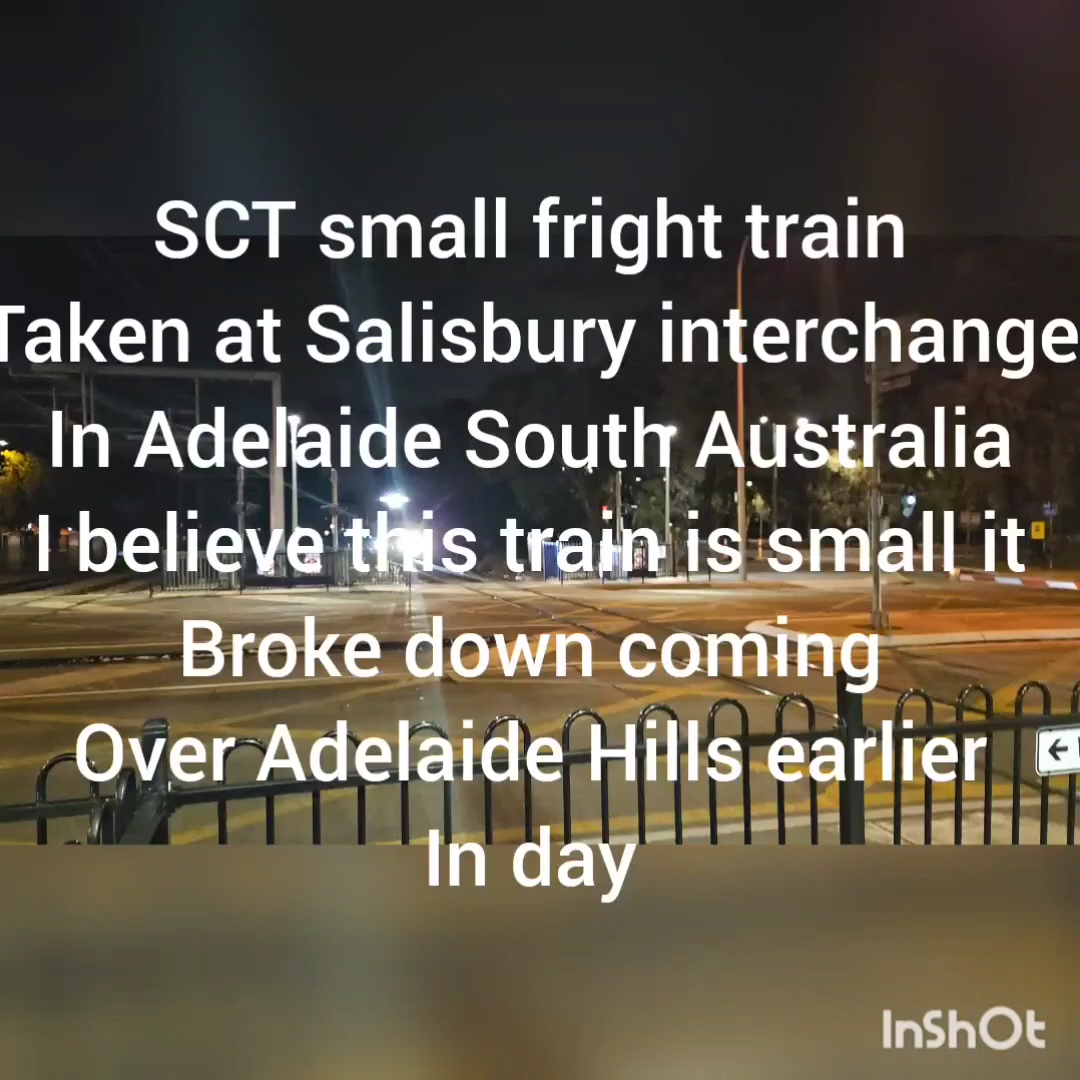 SCT small fright train
Taken at Salisbury interchange
In Adelaide South Australia
I believe this train is small it
Broke down coming
Over Adelaide Hills earlier
In day
InShOt